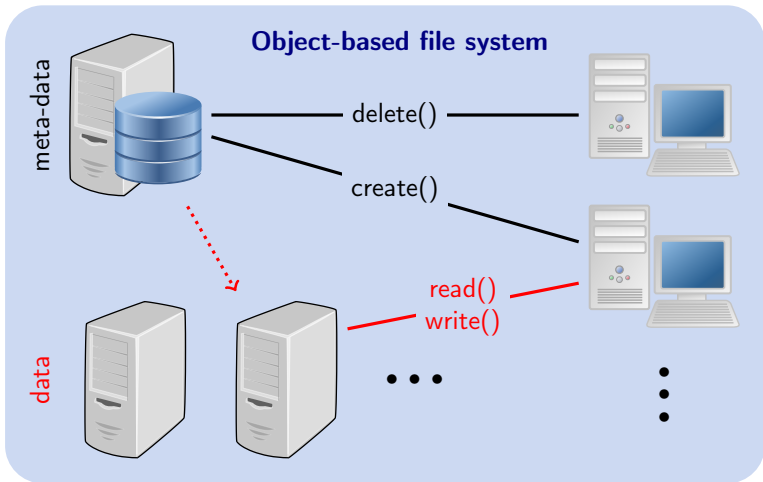 Object-based file system
meta-data
delete()
create()
read()
write()
data